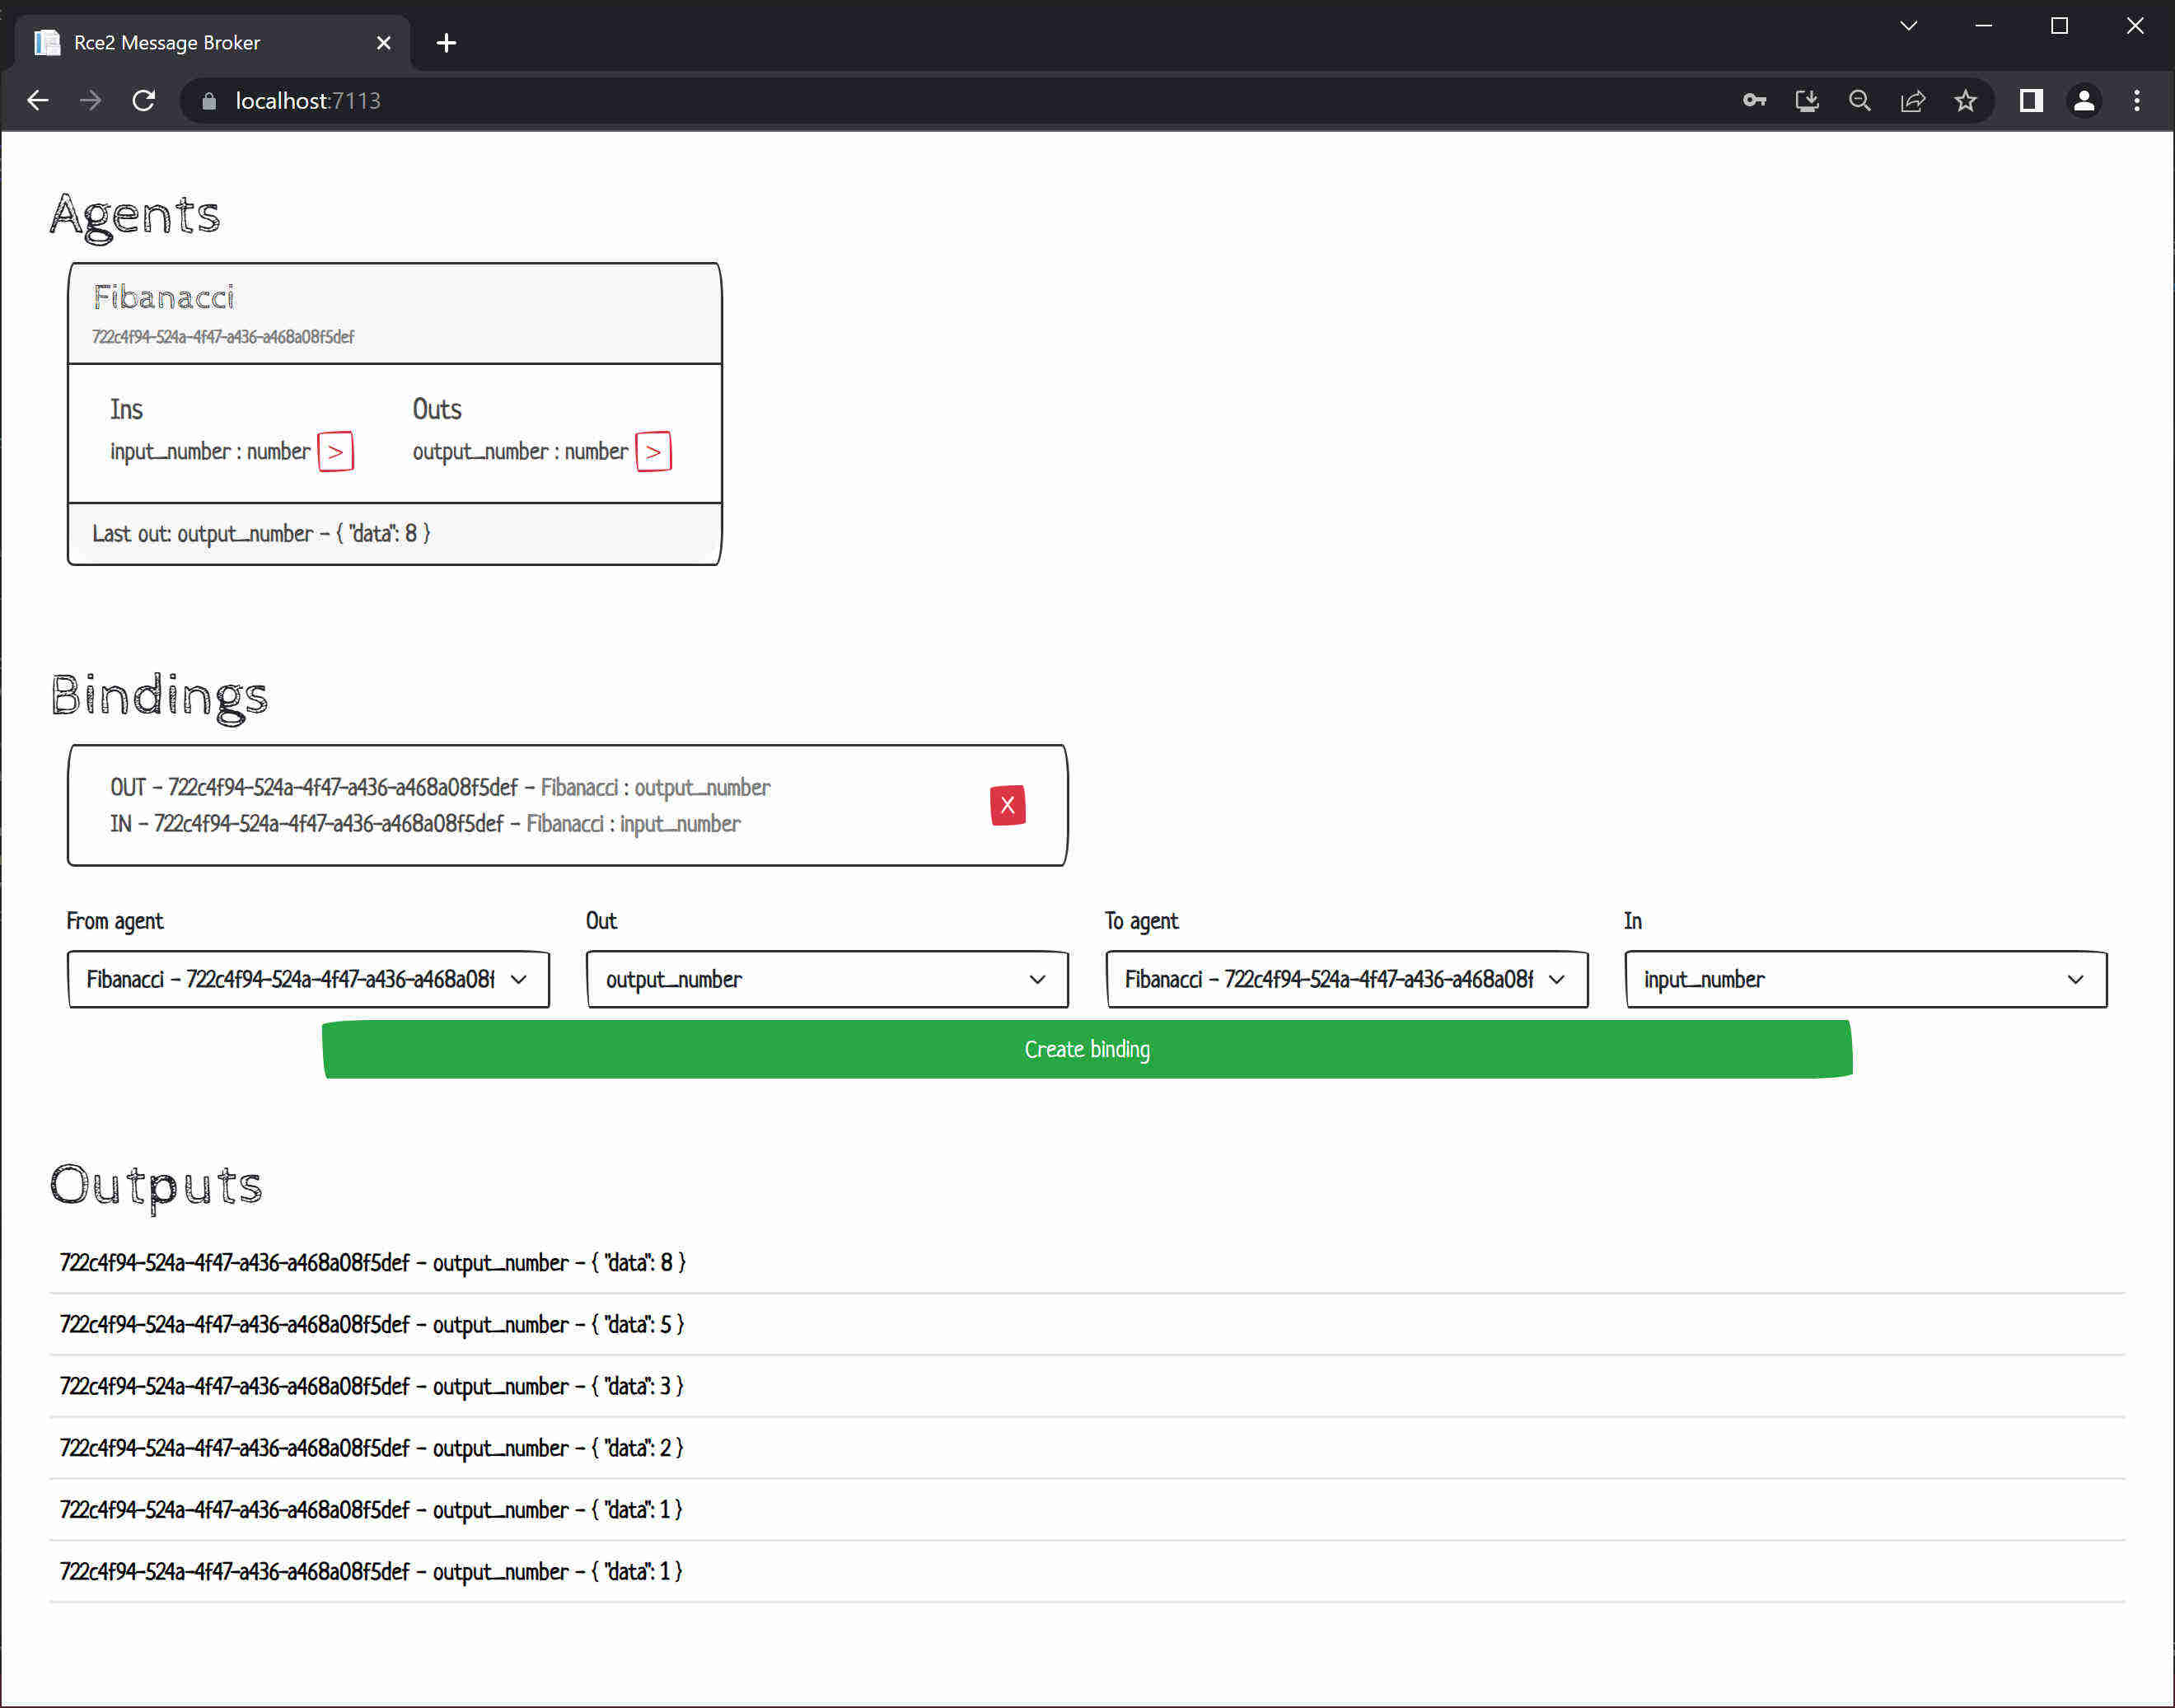 Rce2 Message Broker
localhost:7113
Agents
Fibanacci
722c4f94-524a-4f47-a436-a468a08f5def
Ins Outs
input_number : number > output_number : number >
Last out: output_number - { "data": 8 }
Bindings
OUT - 722c4f94-524a-4f47-a436-a468a08f5def - Fibanacci : output_number
X
IN - 722c4f94-524a-4f47-a436-a468a08f5def - Fibanacci : input_number
From agent Out To agent In
Fibanacci - 722c4f94-524a-4f47-a436-a468a08f output_number Fibanacci - 722c4f94-524a-4f47-a436-a468a08f input_number
Create binding
Outputs
722c4f94-524a-4f47-a436-a468a08f5def - output_number - { "data": 8 }
722c4f94-524a-4f47-a436-a468a08f5def - output_number - { "data": 5 }
722c4f94-524a-4f47-a436-a468a08f5def - output_number - { "data": 3 }
722c4f94-524a-4f47-a436-a468a08f5def - output_number - { "data": 2 }
722c4f94-524a-4f47-a436-a468a08f5def - output_number - { "data": 1 }
722c4f94-524a-4f47-a436-a468a08f5def - output_number - { "data": 1 }